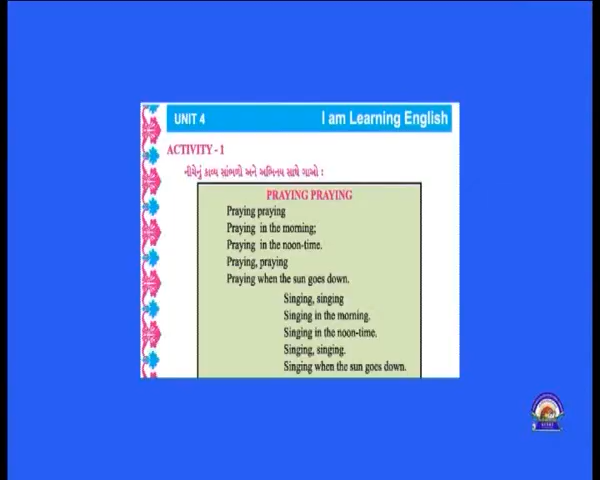 UNIT 4
I am Learning English
ACTIVITY - 1
નીચેનું કાવ્ય સાંભળો અને અભિનય સાથે ગાઓ :
PRAYING PRAYING
Praying praying
Praying in the morning;
Praying in the noon-time.
Praying, praying
Praying when the sun goes down.
Singing, singing
Singing in the morning.
Singing in the noon-time.
Singing, singing.
Singing when the sun goes down.